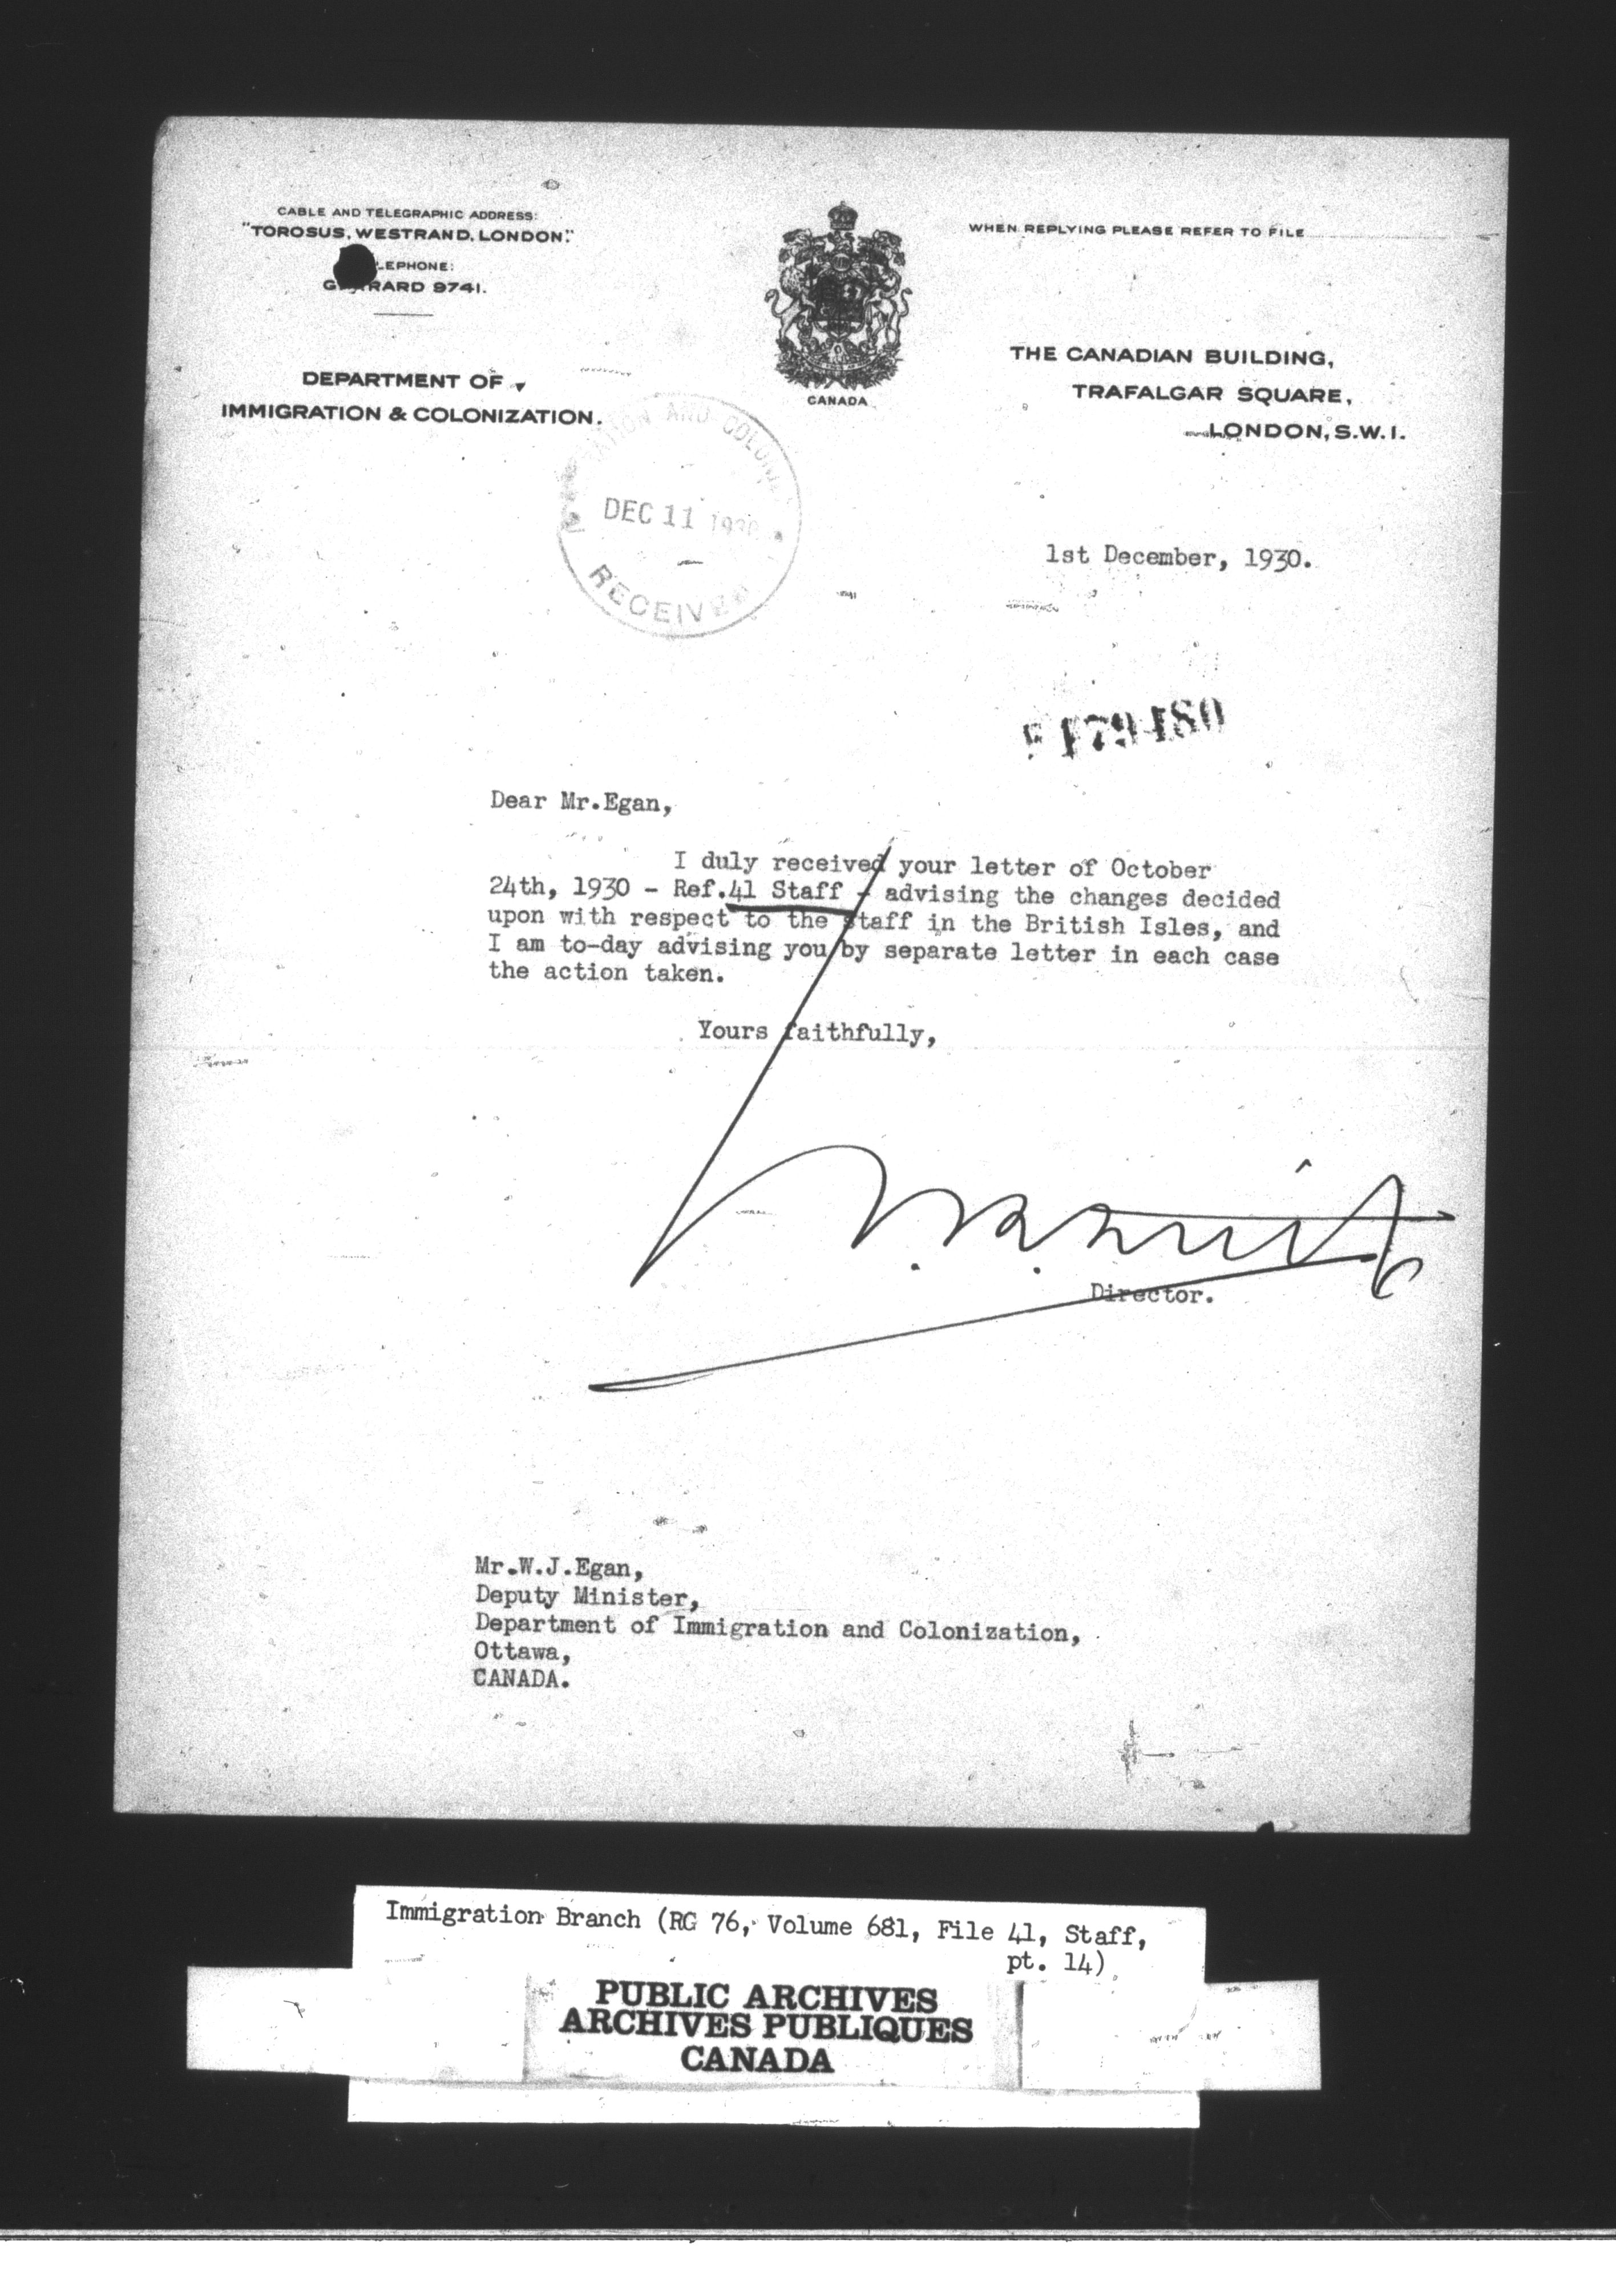 CABLE AND TELEGRAPHIC ADDRESS:
"TOROSUS, WESTRAND, LONDON."
LEPHONE:
G RARD 9741.
DEPARTMENT OF
IMMIGRATION & COLONIZATION.
CANADA
WHEN REPLYING PLEASE REFER TO FILE
THE CANADIAN BUILDING,
TRAFALGAR SQUARE,
LONDON, S.W.1.
AND
DEC 11 1930
RECEIVED
1st December, 1930.
179480
Dear Mr.Egan,
I duly received your letter of October
24th, 1930 - Ref.41 Staff - advising the changes decided
upon with respect to the staff in the British Isles, and
I am to-day advising you by separate letter in each case
the action taken.
Yours faithfully,
Director.
Mr.W.J.Egan,
Deputy Minister,
Department of Immigration and Colonization,
Ottawa,
CANADA.
Immigration Branch (RG 76, Volume 681, File 41, Staff,
pt. 14)
PUBLIC ARCHIVES
ARCHIVES PUBLIQUES
CANADA